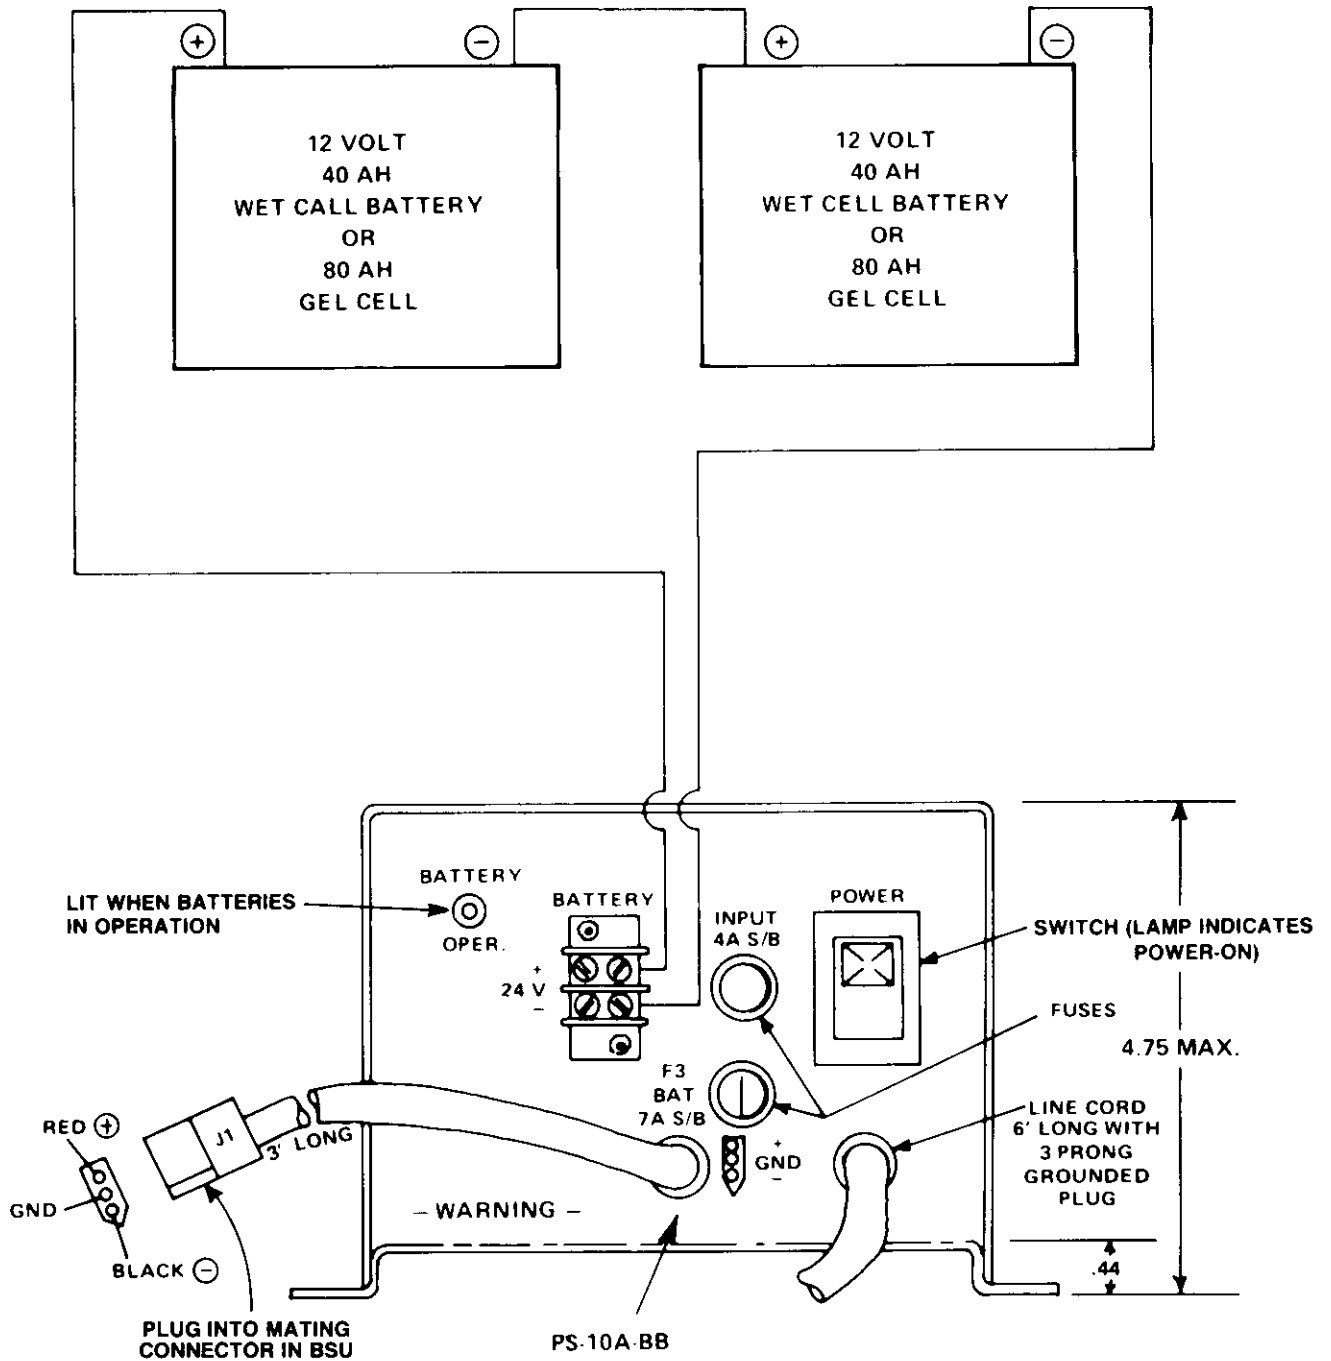 + − + −
12 VOLT
40 AH
WET CALL BATTERY
OR
80 AH
GEL CELL
12 VOLT
40 AH
WET CELL BATTERY
OR
80 AH
GEL CELL
BATTERY
OPER.
LIT WHEN BATTERIES
IN OPERATION
BATTERY
+
24 V
−
INPUT
4A S/B
POWER
SWITCH (LAMP INDICATES
POWER-ON)
FUSES
4.75 MAX.
F3
BAT
7A S/B
+
GND
−
LINE CORD
6' LONG WITH
3 PRONG
GROUNDED
PLUG
RED +
GND
BLACK −
J1
3' LONG
– WARNING –
.44
PLUG INTO MATING
CONNECTOR IN BSU
PS-10A-BB